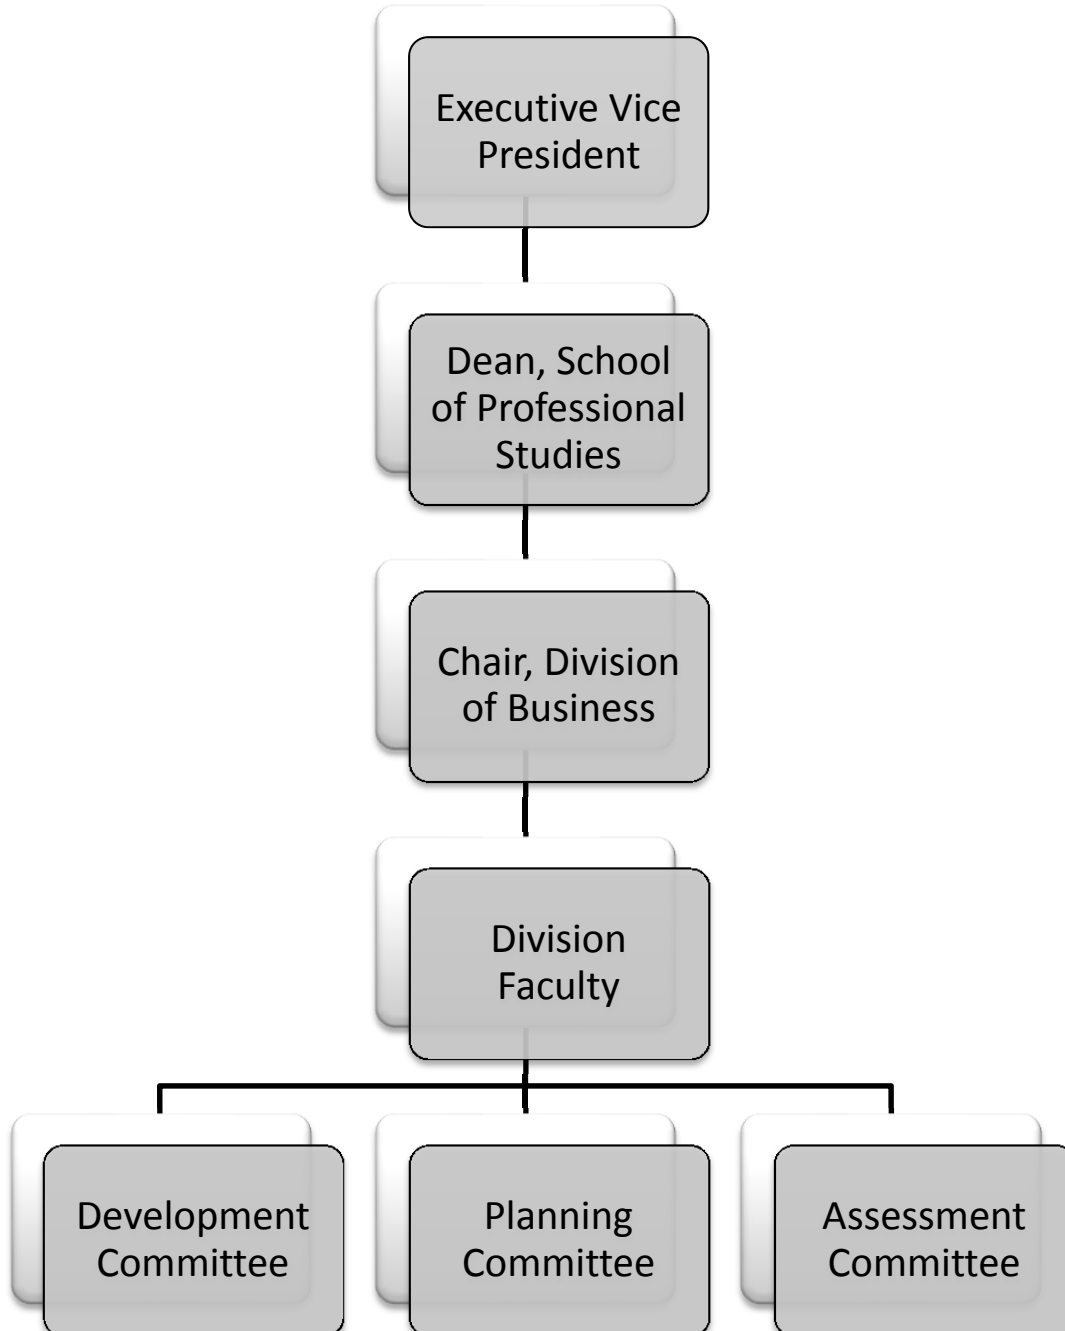 Executive Vice
President
Dean, School
of Professional
Studies
Chair, Division
of Business
Division
Faculty
Development
Committee
Planning
Committee
Assessment
Committee